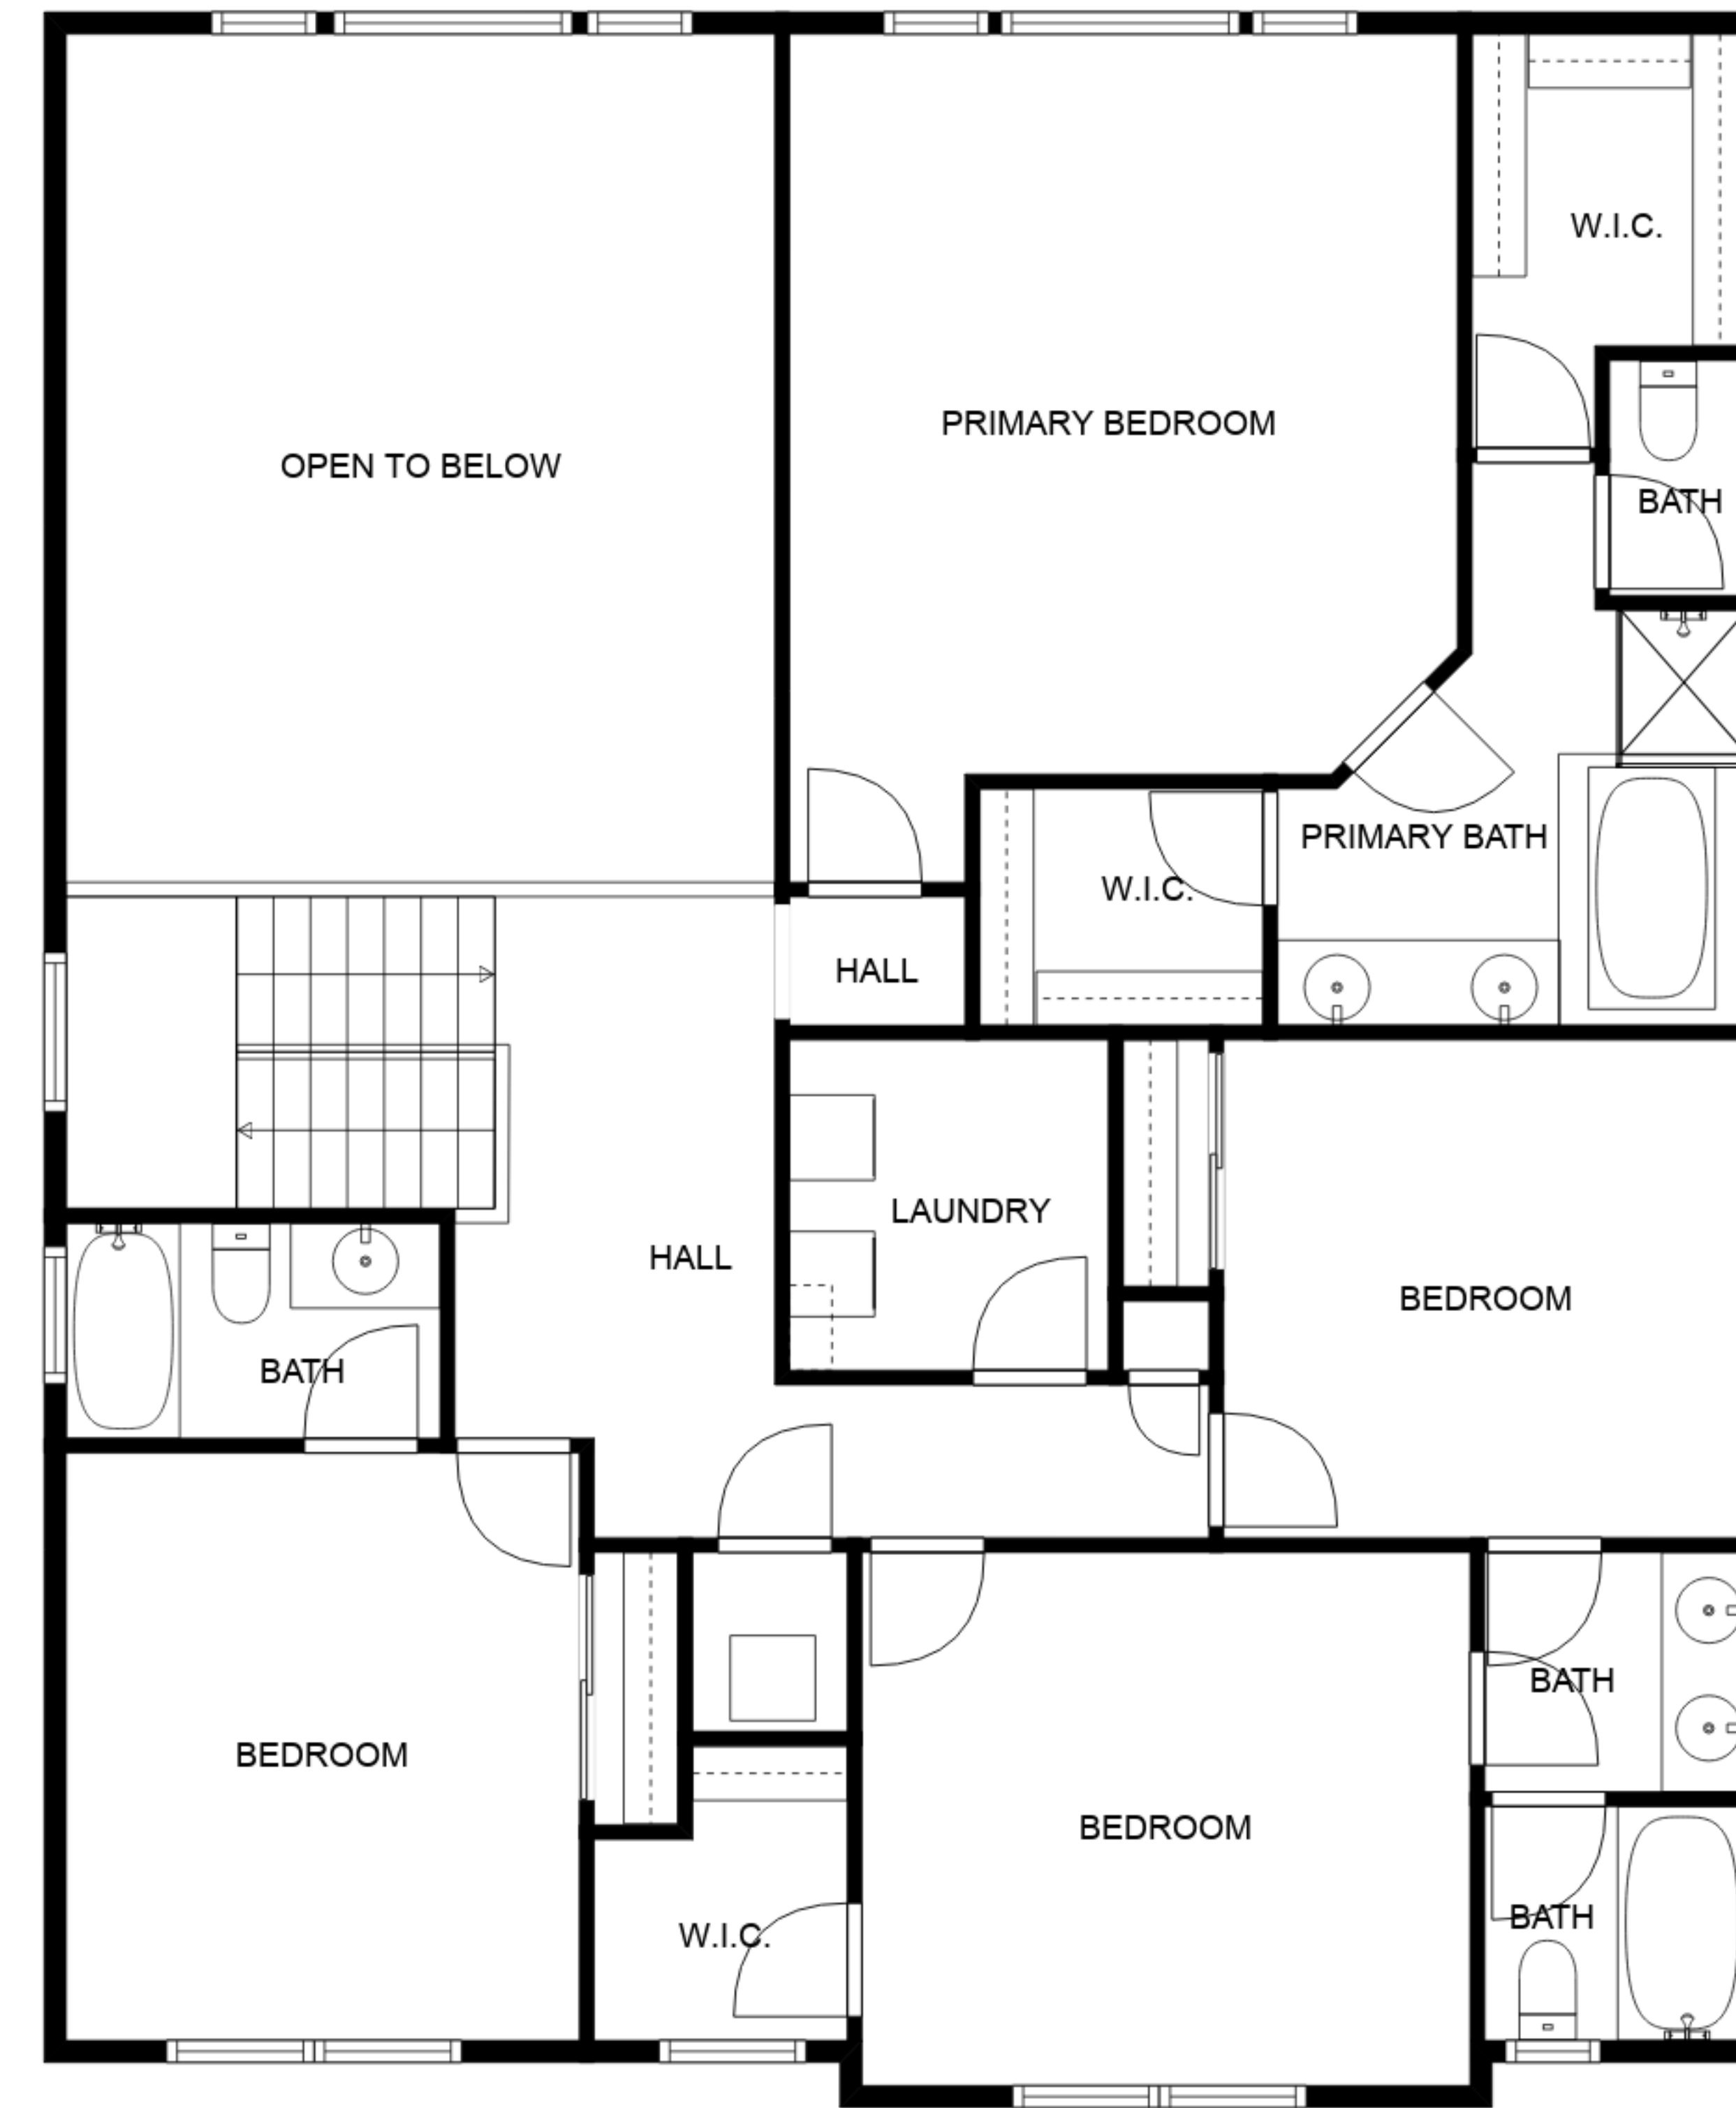 W.I.C.
PRIMARY BEDROOM
OPEN TO BELOW
BATH
PRIMARY BATH
W.I.C.
HALL
LAUNDRY
HALL
BEDROOM
BATH
BATH
BEDROOM
BEDROOM
BATH
W.I.C.